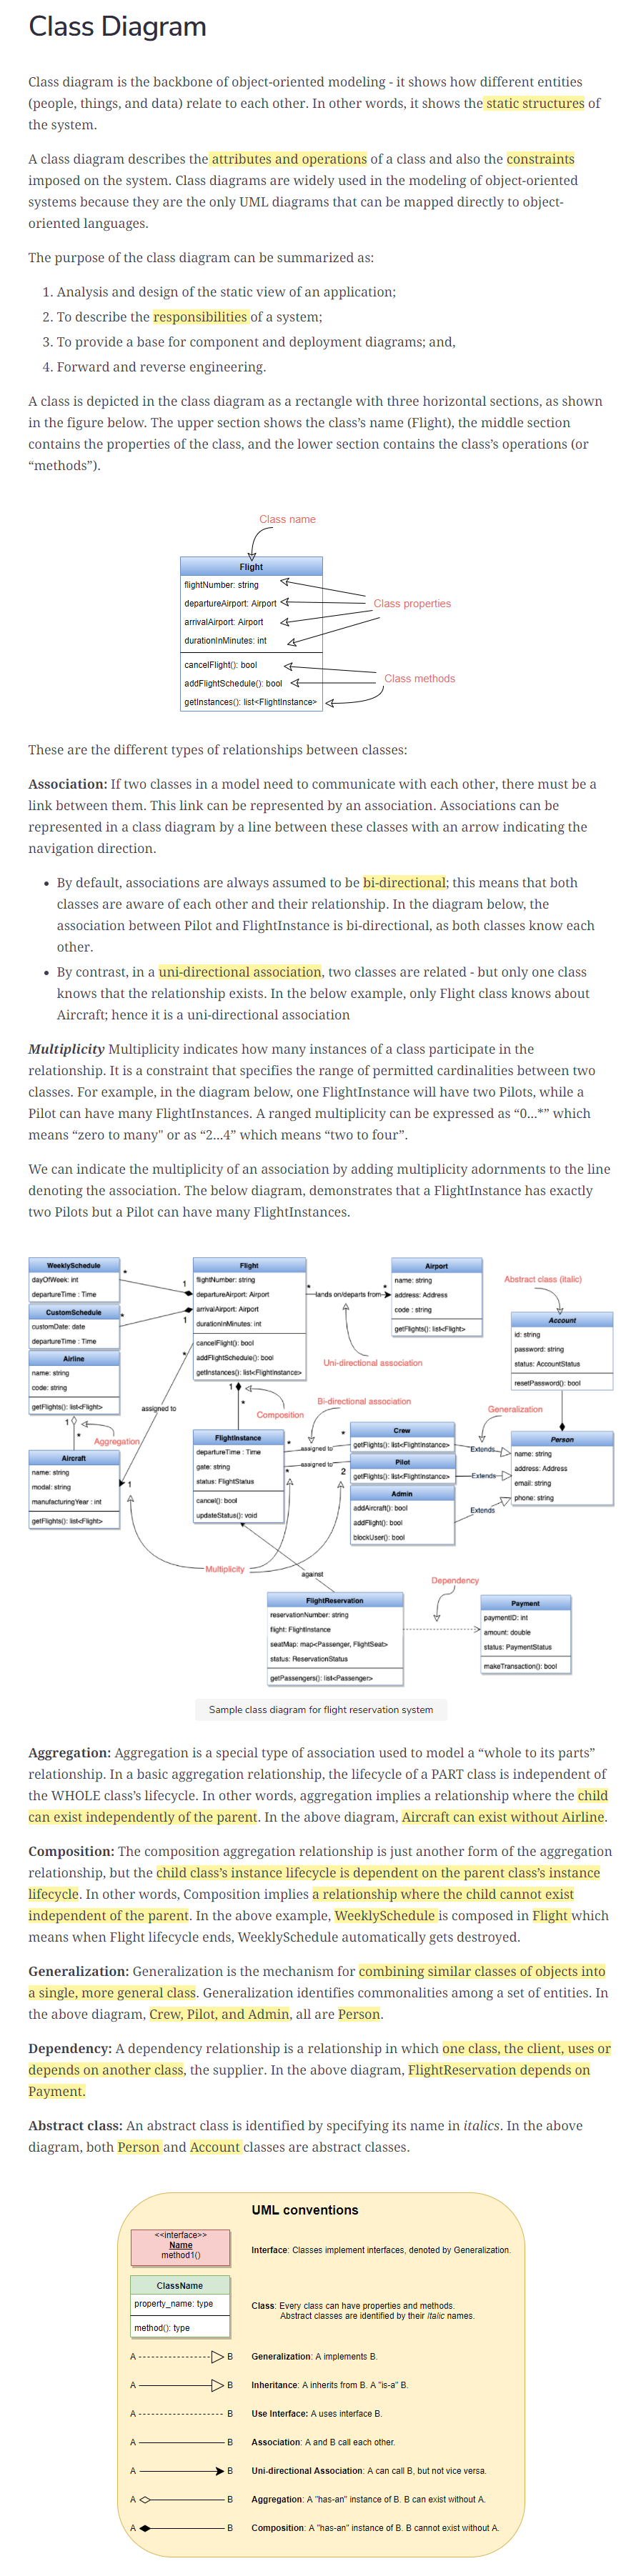 Class Diagram
Class diagram is the backbone of object-oriented modeling - it shows how different entities
(people, things, and data) relate to each other. In other words, it shows the static structures of
the system.
A class diagram describes the attributes and operations of a class and also the constraints
imposed on the system. Class diagrams are widely used in the modeling of object-oriented
systems because they are the only UML diagrams that can be mapped directly to object-
oriented languages.
The purpose of the class diagram can be summarized as:
1. Analysis and design of the static view of an application;
2. To describe the responsibilities of a system;
3. To provide a base for component and deployment diagrams; and,
4. Forward and reverse engineering.
A class is depicted in the class diagram as a rectangle with three horizontal sections, as shown
in the figure below. The upper section shows the class’s name (Flight), the middle section
contains the properties of the class, and the lower section contains the class’s operations (or
“methods”).
Class name
Flight
flightNumber: string
departureAirport: Airport
arrivalAirport: Airport
durationInMinutes: int
Class properties
cancelFlight(): bool
addFlightSchedule(): bool
getInstances(): list<FlightInstance>
Class methods
These are the different types of relationships between classes:
Association: If two classes in a model need to communicate with each other, there must be a
link between them. This link can be represented by an association. Associations can be
represented in a class diagram by a line between these classes with an arrow indicating the
navigation direction.
• By default, associations are always assumed to be bi-directional; this means that both
classes are aware of each other and their relationship. In the diagram below, the
association between Pilot and FlightInstance is bi-directional, as both classes know each
other.
• By contrast, in a uni-directional association, two classes are related - but only one class
knows that the relationship exists. In the below example, only Flight class knows about
Aircraft; hence it is a uni-directional association
Multiplicity Multiplicity indicates how many instances of a class participate in the
relationship. It is a constraint that specifies the range of permitted cardinalities between two
classes. For example, in the diagram below, one FlightInstance will have two Pilots, while a
Pilot can have many FlightInstances. A ranged multiplicity can be expressed as “0...*” which
means “zero to many" or as “2...4” which means “two to four”.
We can indicate the multiplicity of an association by adding multiplicity adornments to the line
denoting the association. The below diagram, demonstrates that a FlightInstance has exactly
two Pilots but a Pilot can have many FlightInstances.
WeeklySchedule
dayOfWeek: int
departureTime : Time
*
CustomSchedule
customDate: date
departureTime : Time
*
1
1
Flight
flightNumber: string
departureAirport: Airport
arrivalAirport: Airport
durationInMinutes: int
cancelFlight(): bool
addFlightSchedule(): bool
getInstances(): list<FlightInstance>
*
lands on/departs from
*
Airport
name: string
address: Address
code : string
getFlights(): list<Flight>
Uni-directional association
Abstract class (italic)
Account
id: string
password: string
status: AccountStatus
resetPassword(): bool
Airline
name: string
code: string
getFlights(): list<Flight>
1
*
Aggregation
assigned to
*
1
Aircraft
name: string
modal: string
manufacturingYear : int
getFlights(): list<Flight>
1
*
Composition
FlightInstance
departureTime : Time
gate: string
status: FlightStatus
cancel(): bool
updateStatus(): void
Bi-directional association
*
assigned to
*
*
assigned to
2
Crew
getFlights(): list<FlightInstance>
Pilot
getFlights(): list<FlightInstance>
Admin
addAircraft(): bool
addFlight(): bool
blockUser(): bool
Generalization
Extends
Extends
Extends
Person
name: string
address: Address
email: string
phone: string
Multiplicity
against
FlightReservation
reservationNumber: string
flight: FlightInstance
seatMap: map<Passenger, FlightSeat>
status: ReservationStatus
getPassengers(): list<Passenger>
Dependency
Payment
paymentID: int
amount: double
status: PaymentStatus
makeTransaction(): bool
Sample class diagram for flight reservation system
Aggregation: Aggregation is a special type of association used to model a “whole to its parts”
relationship. In a basic aggregation relationship, the lifecycle of a PART class is independent of
the WHOLE class’s lifecycle. In other words, aggregation implies a relationship where the child
can exist independently of the parent. In the above diagram, Aircraft can exist without Airline.
Composition: The composition aggregation relationship is just another form of the aggregation
relationship, but the child class’s instance lifecycle is dependent on the parent class’s instance
lifecycle. In other words, Composition implies a relationship where the child cannot exist
independent of the parent. In the above example, WeeklySchedule is composed in Flight which
means when Flight lifecycle ends, WeeklySchedule automatically gets destroyed.
Generalization: Generalization is the mechanism for combining similar classes of objects into
a single, more general class. Generalization identifies commonalities among a set of entities. In
the above diagram, Crew, Pilot, and Admin, all are Person.
Dependency: A dependency relationship is a relationship in which one class, the client, uses or
depends on another class, the supplier. In the above diagram, FlightReservation depends on
Payment.
Abstract class: An abstract class is identified by specifying its name in italics. In the above
diagram, both Person and Account classes are abstract classes.
UML conventions
<<interface>>
Name
method1()
Interface: Classes implement interfaces, denoted by Generalization.
ClassName
property_name: type
method(): type
Class: Every class can have properties and methods.
Abstract classes are identified by their Italic names.
A B Generalization: A implements B.
A B Inheritance: A inherits from B. A "is-a" B.
A B Use Interface: A uses interface B.
A B Association: A and B call each other.
A B Uni-directional Association: A can call B, but not vice versa.
A B Aggregation: A "has-an" instance of B. B can exist without A.
A B Composition: A "has-an" instance of B. B cannot exist without A.